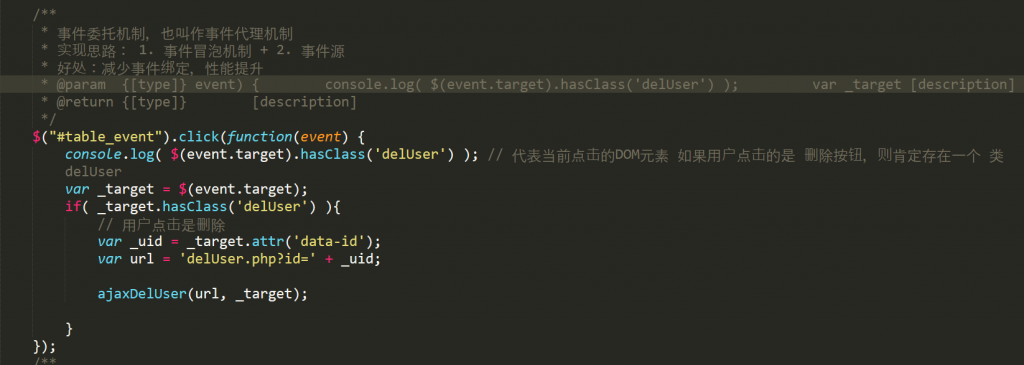 /**
* 事件委托机制，也叫作事件代理机制
* 实现思路： 1. 事件冒泡机制 + 2. 事件源
* 好处：减少事件绑定，性能提升
* @param  {[type]} event) {        console.log( $(event.target).hasClass('delUser') );         var _target [description]
* @return {[type]}        [description]
*/
$("#table_event").click(function(event) {
console.log( $(event.target).hasClass('delUser') ); // 代表当前点击的DOM元素 如果用户点击的是 删除按钮，则肯定存在一个 类
delUser
var _target = $(event.target);
if( _target.hasClass('delUser') ){
// 用户点击是删除
var _uid = _target.attr('data-id');
var url = 'delUser.php?id=' + _uid;
ajaxDelUser(url, _target);
}
});
/**